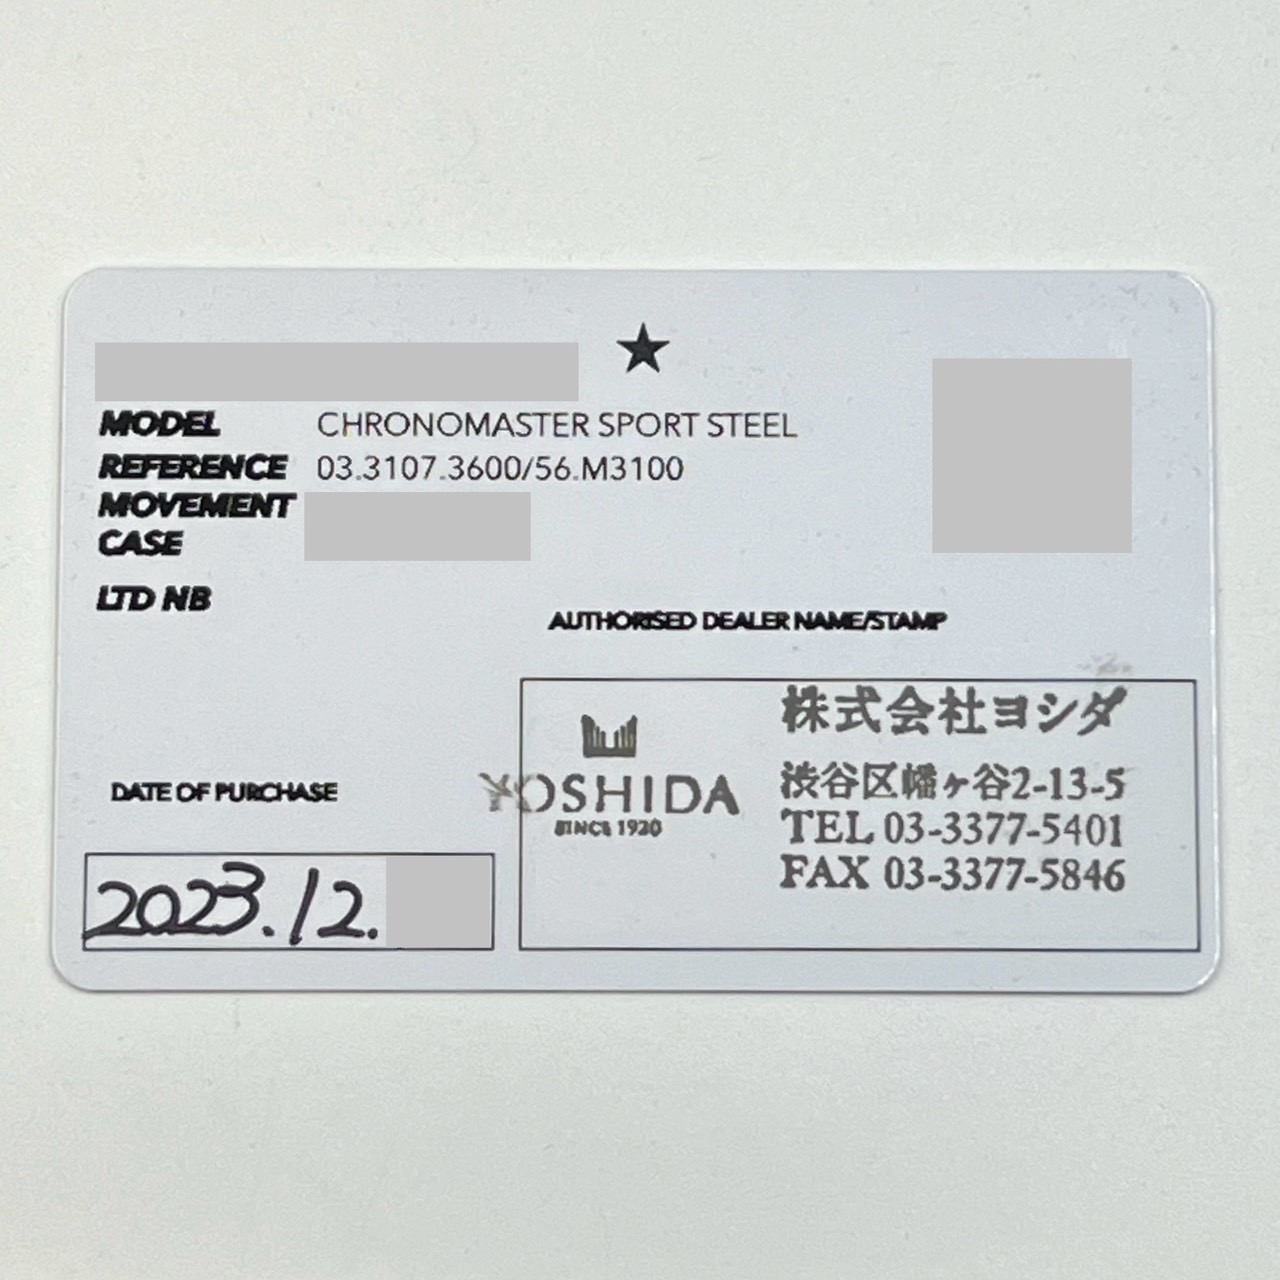 MODEL CHRONOMASTER SPORT STEEL
REFERENCE 03.3107.3600/56.M3100
MOVEMENT
CASE
LTD NB
AUTHORISED DEALER NAME/STAMP
YOSHIDA
SINCE 1920
株式会社ヨシダ
渋谷区幡ヶ谷2-13-5
TEL 03-3377-5401
FAX 03-3377-5846
DATE OF PURCHASE
2023.12.